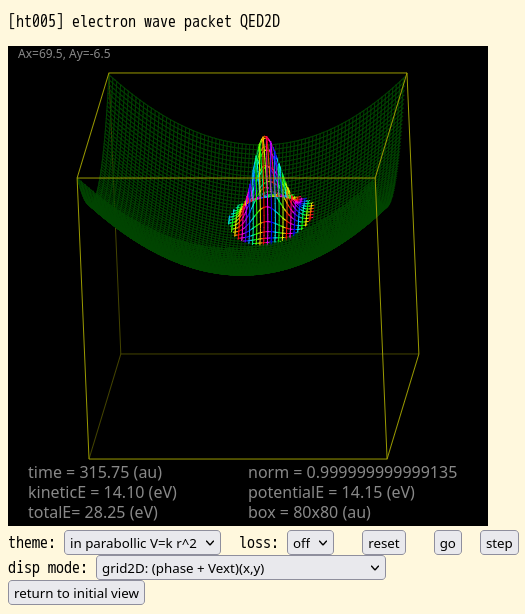 [ht005] electron wave packet QED2D
Ax=69.5, Ay=-6.5
time = 315.75 (au) norm = 0.999999999999135
kineticE = 14.10 (eV) potentialE = 14.15 (eV)
totalE= 28.25 (eV) box = 80x80 (au)
theme: in parabollic V=k r^2 loss: off reset go step
disp mode: grid2D: (phase + Vext)(x,y)
return to initial view